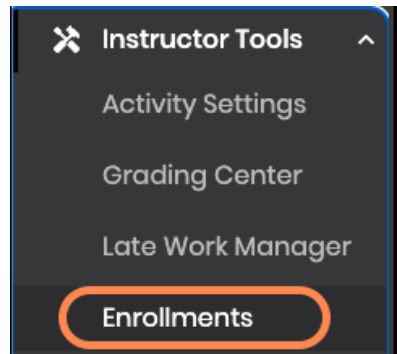 Instructor Tools
Activity Settings
Grading Center
Late Work Manager
Enrollments